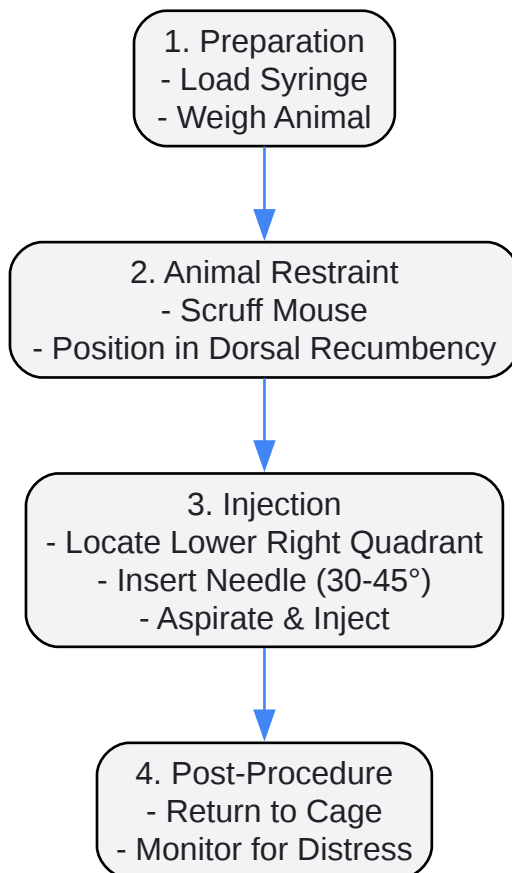 1. Preparation
- Load Syringe
- Weigh Animal
2. Animal Restraint
- Scruff Mouse
- Position in Dorsal Recumbency
3. Injection
- Locate Lower Right Quadrant
- Insert Needle (30-45°)
- Aspirate & Inject
4. Post-Procedure
- Return to Cage
- Monitor for Distress